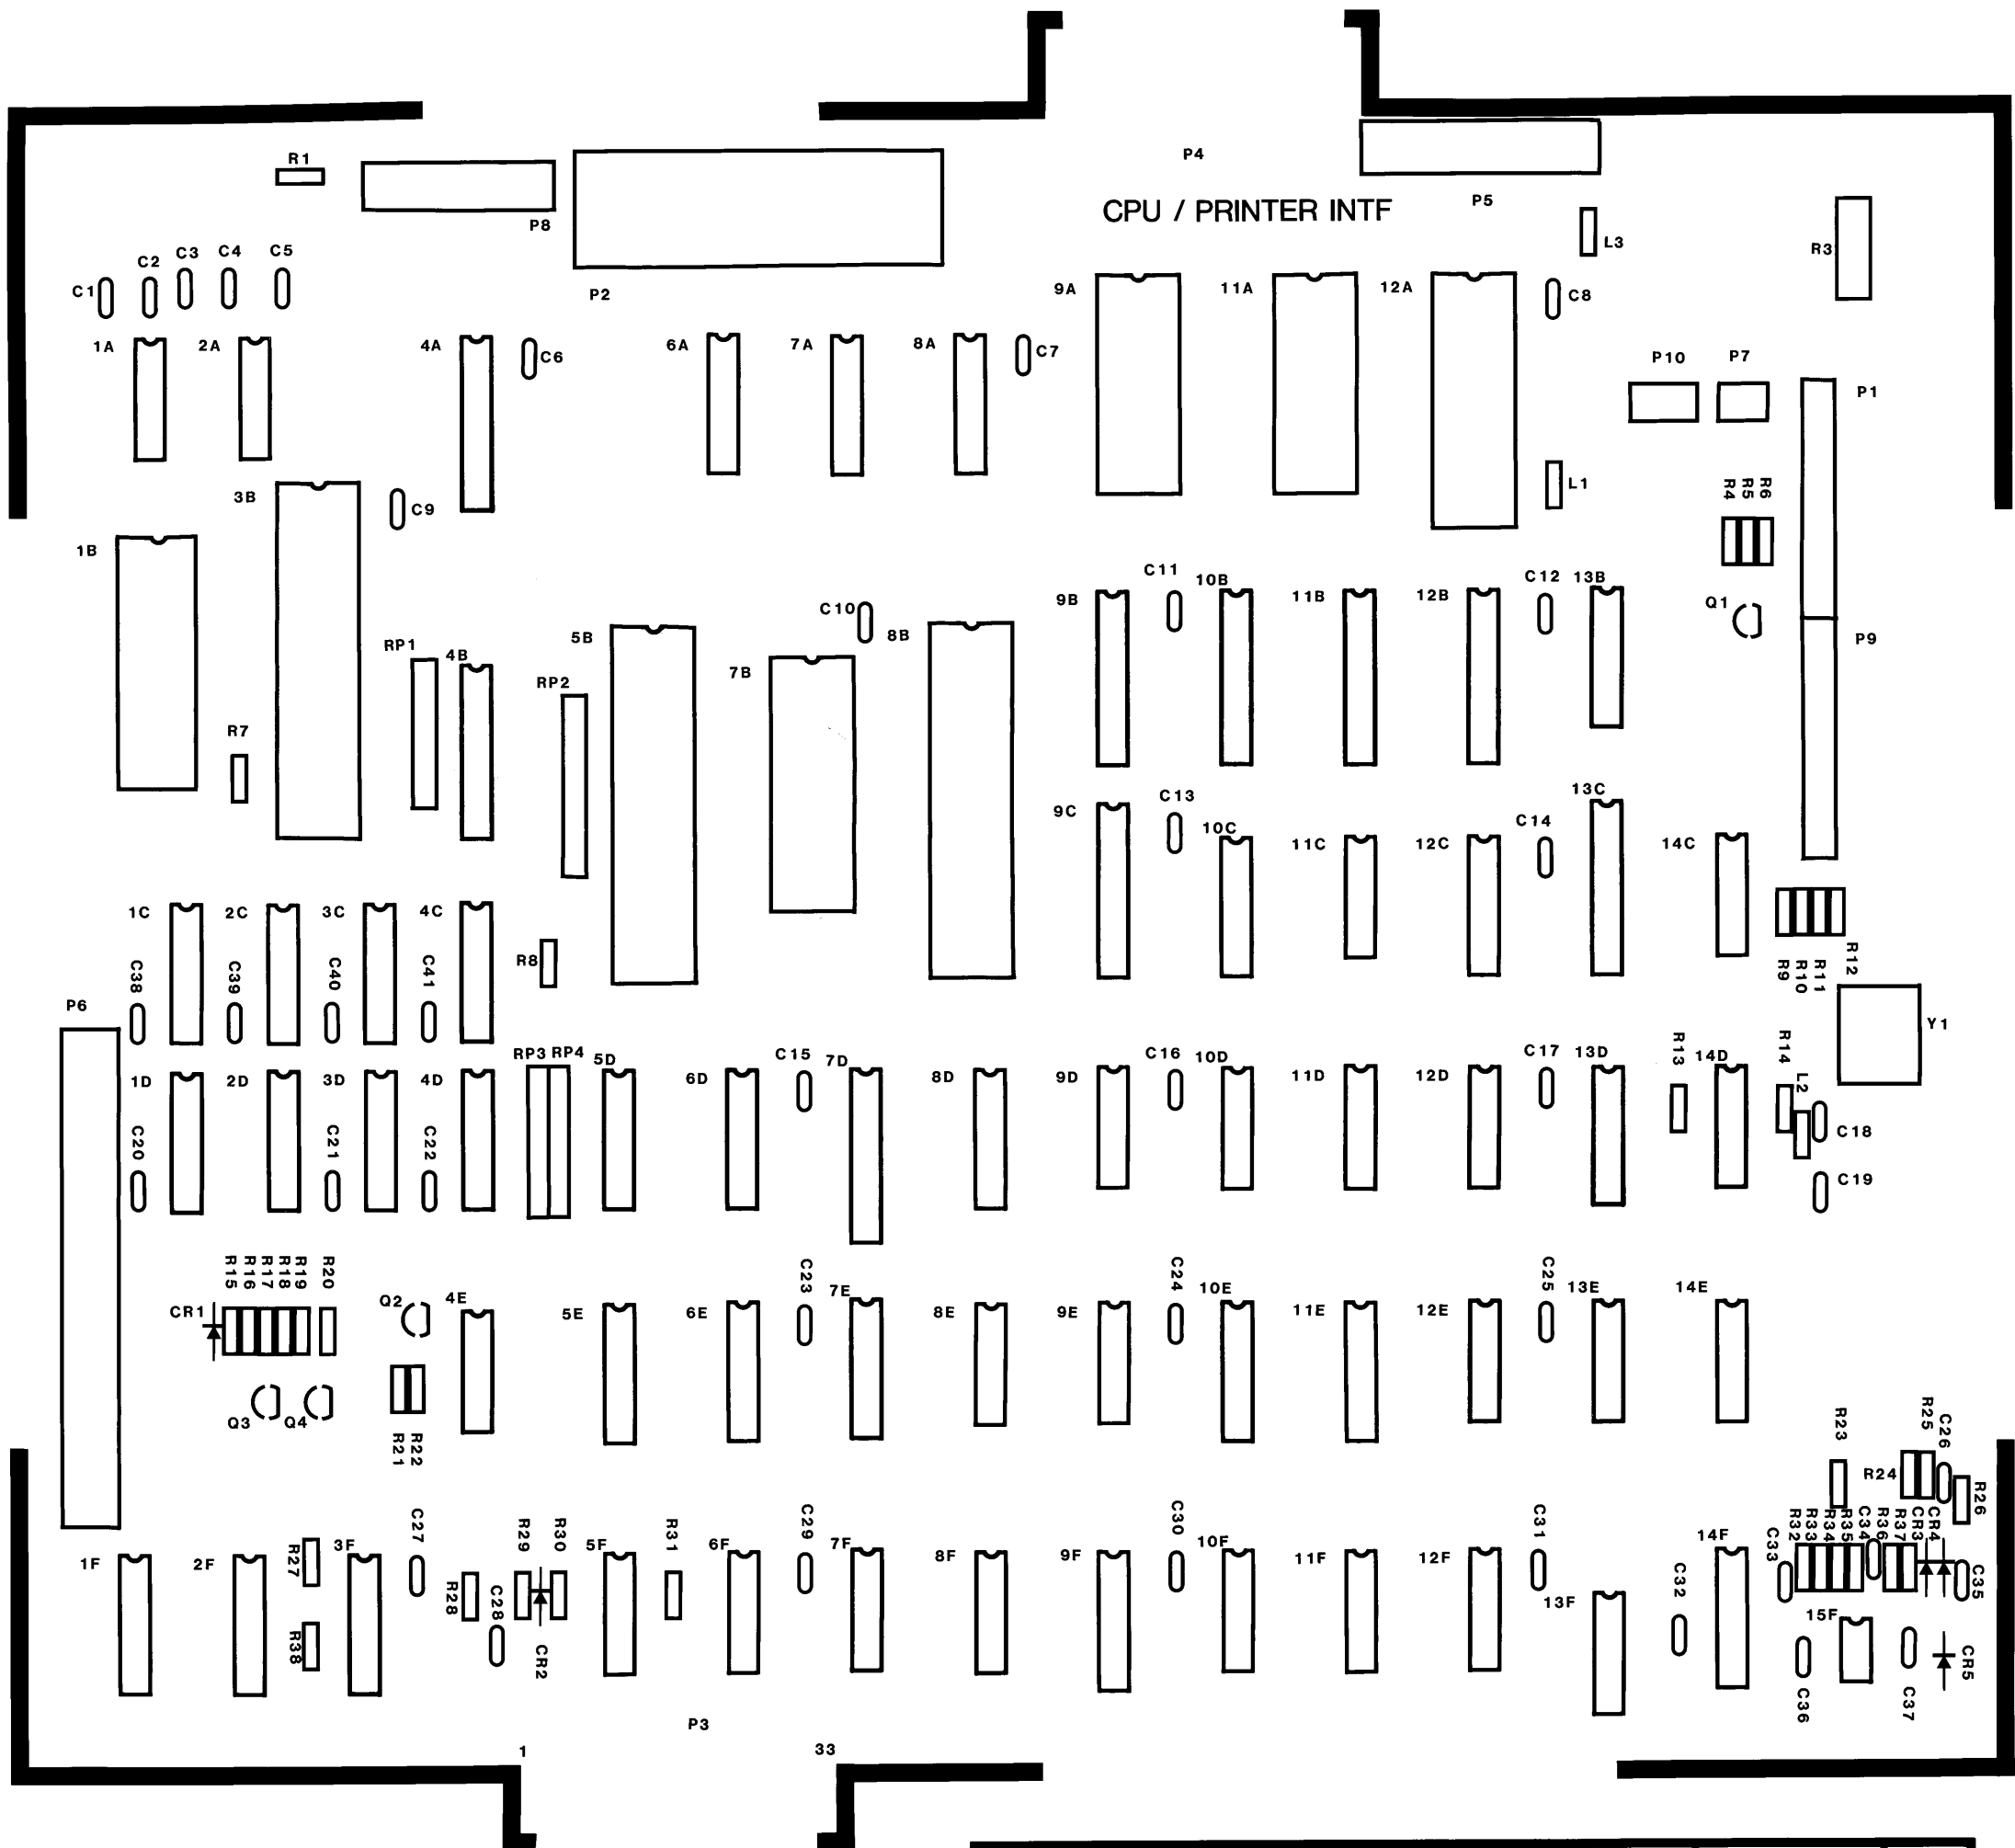 R1
P4
P8
CPU / PRINTER INTF
P5
L3
R3
C1
C2
C3
C4
C5
P2
9A
11A
12A
C8
1A
2A
4A
C6
6A
7A
8A
C7
P10
P7
P1
3B
C9
L1
R4
R5
R6
1B
C11
10B
9B
11B
12B
C12
13B
Q1
C10
5B
8B
RP1
4B
RP2
7B
P9
R7
9C
C13
10C
11C
12C
C14
13C
14C
1C
2C
3C
4C
R8
C38
C39
C40
C41
R9
R10
R11
R12
P6
Y1
RP3
RP4
5D
6D
C15
7D
8D
9D
C16
10D
11D
12D
C17
13D
R13
14D
R14
L2
1D
2D
3D
4D
C18
C20
C21
C22
C19
R15
R16
R17
R18
R19
R20
CR1
Q2
4E
5E
6E
C23
7E
8E
9E
C24
10E
11E
12E
C25
13E
14E
Q3
Q4
R21
R22
R23
R24
R25
C26
R26
1F
2F
R27
3F
C27
R28
C28
R29
R30
5F
R31
6F
C29
7F
8F
9F
C30
10F
11F
12F
C31
13F
C32
14F
C33
R32
R33
R34
R35
C34
R36
R37
CR3
CR4
C35
15F
R38
CR2
C36
C37
CR5
P3
1
33